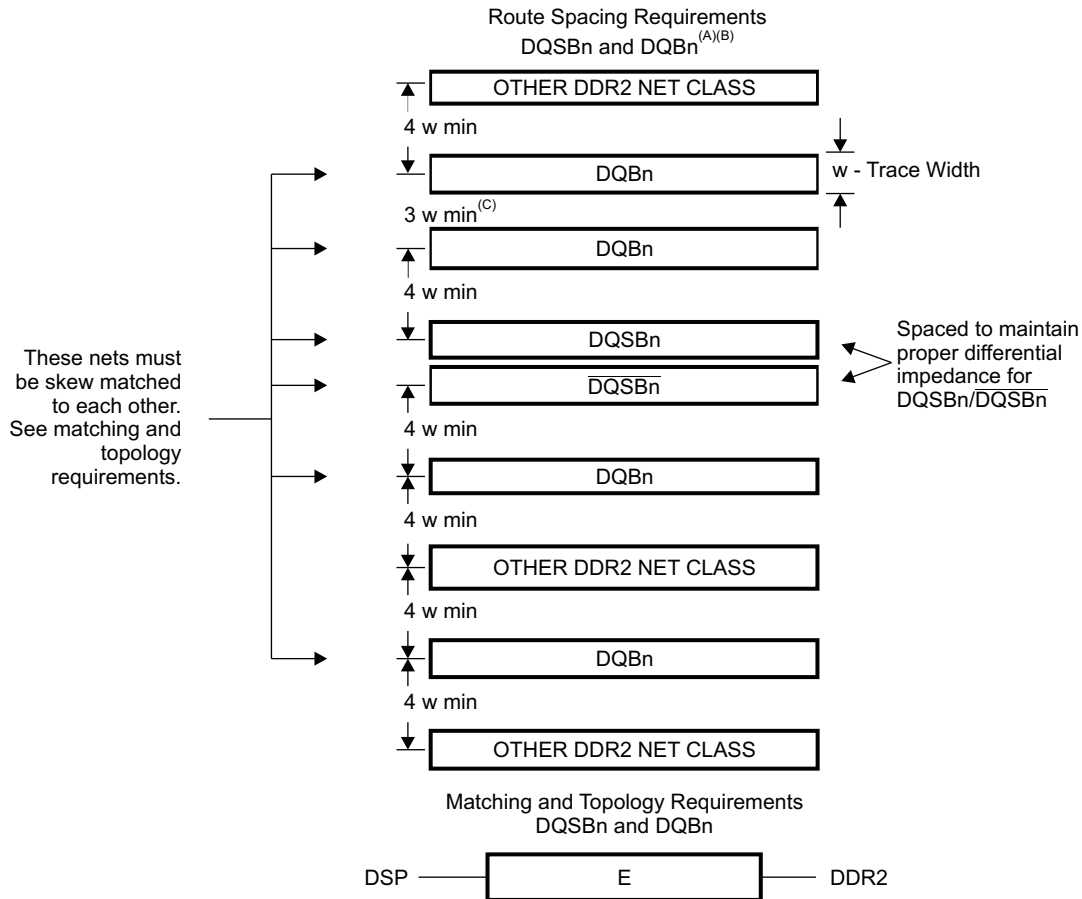 Route Spacing Requirements
DQSBn and DQBn(A)(B)
OTHER DDR2 NET CLASS
4 w min
DQBn
w - Trace Width
3 w min(C)
DQBn
4 w min
DQSBn
D̅Q̅S̅B̅n̅
Spaced to maintain
proper differential
impedance for
DQSBn/D̅Q̅S̅B̅n̅
These nets must
be skew matched
to each other.
See matching and
topology
requirements.
4 w min
DQBn
4 w min
OTHER DDR2 NET CLASS
4 w min
DQBn
4 w min
OTHER DDR2 NET CLASS
Matching and Topology Requirements
DQSBn and DQBn
DSP
E
DDR2